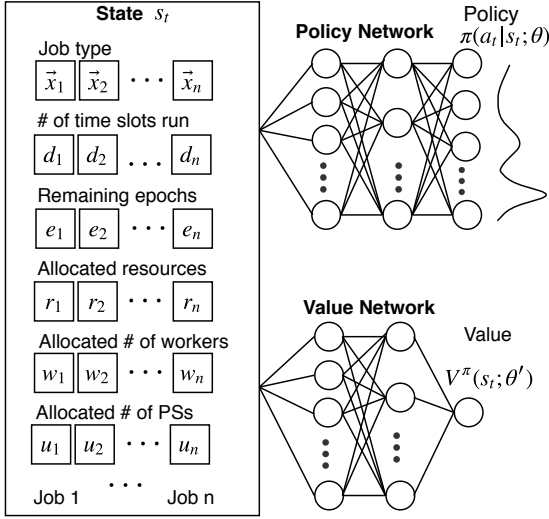 State s_t
Job type
x⃗_1 x⃗_2 ··· x⃗_n
# of time slots run
d_1 d_2 ... d_n
Remaining epochs
e_1 e_2 ··· e_n
Allocated resources
r_1 r_2 ··· r_n
Allocated # of workers
w_1 w_2 ··· w_n
Allocated # of PSs
u_1 u_2 ··· u_n
...
Job 1 Job n
Policy Network
Policy
π(a_t|s_t;θ)
Value Network
Value
V^π(s_t;θ′)